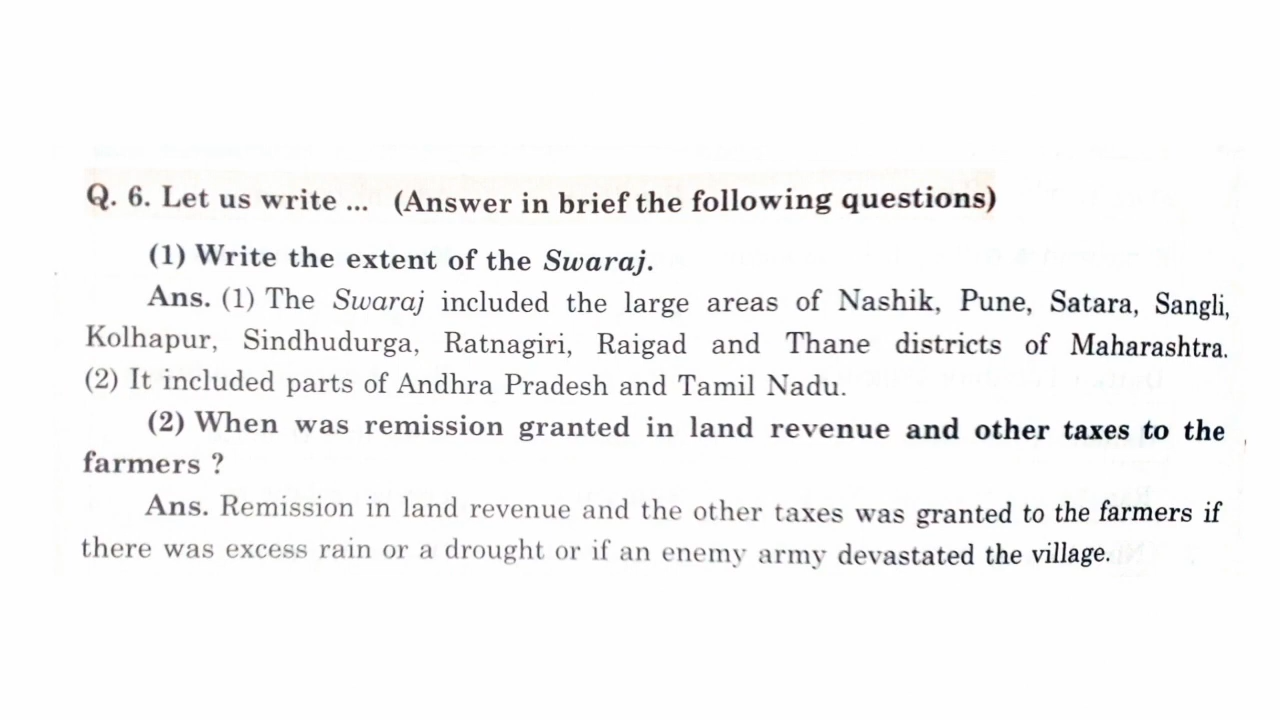 Q. 6. Let us write ... (Answer in brief the following questions)
(1) Write the extent of the Swaraj.
Ans. (1) The Swaraj included the large areas of Nashik, Pune, Satara, Sangli,
Kolhapur, Sindhudurga, Ratnagiri, Raigad and Thane districts of Maharashtra.
(2) It included parts of Andhra Pradesh and Tamil Nadu.
(2) When was remission granted in land revenue and other taxes to the
farmers ?
Ans. Remission in land revenue and the other taxes was granted to the farmers if
there was excess rain or a drought or if an enemy army devastated the village.